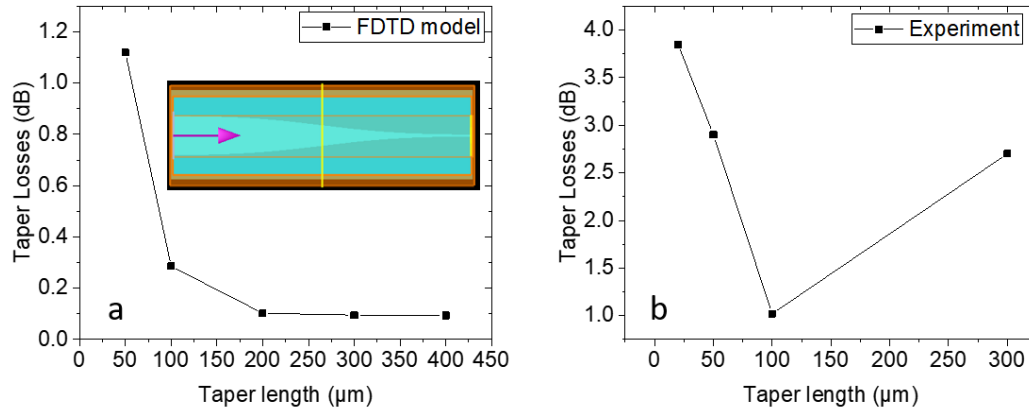 FDTD model
Taper Losses (dB)
1.2
1.0
0.8
0.6
0.4
0.2
0.0
a
0 50 100 150 200 250 300 350 400 450
Taper length (µm)
Experiment
Taper Losses (dB)
4.0
3.5
3.0
2.5
2.0
1.5
1.0
b
0 50 100 150 200 250 300
Taper length (µm)